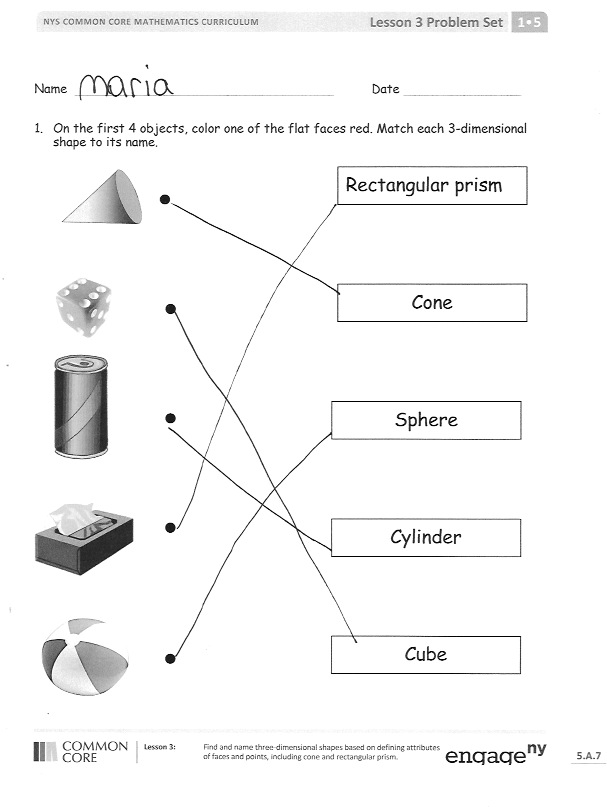 NYS COMMON CORE MATHEMATICS CURRICULUM
Lesson 3 Problem Set
1•5
Name maria
Date
1. On the first 4 objects, color one of the flat faces red. Match each 3-dimensional
shape to its name.
Rectangular prism
Cone
Sphere
Cylinder
Cube
COMMON
CORE
Lesson 3:
Find and name three-dimensional shapes based on defining attributes
of faces and points, including cone and rectangular prism.
engage ny
5.A.7